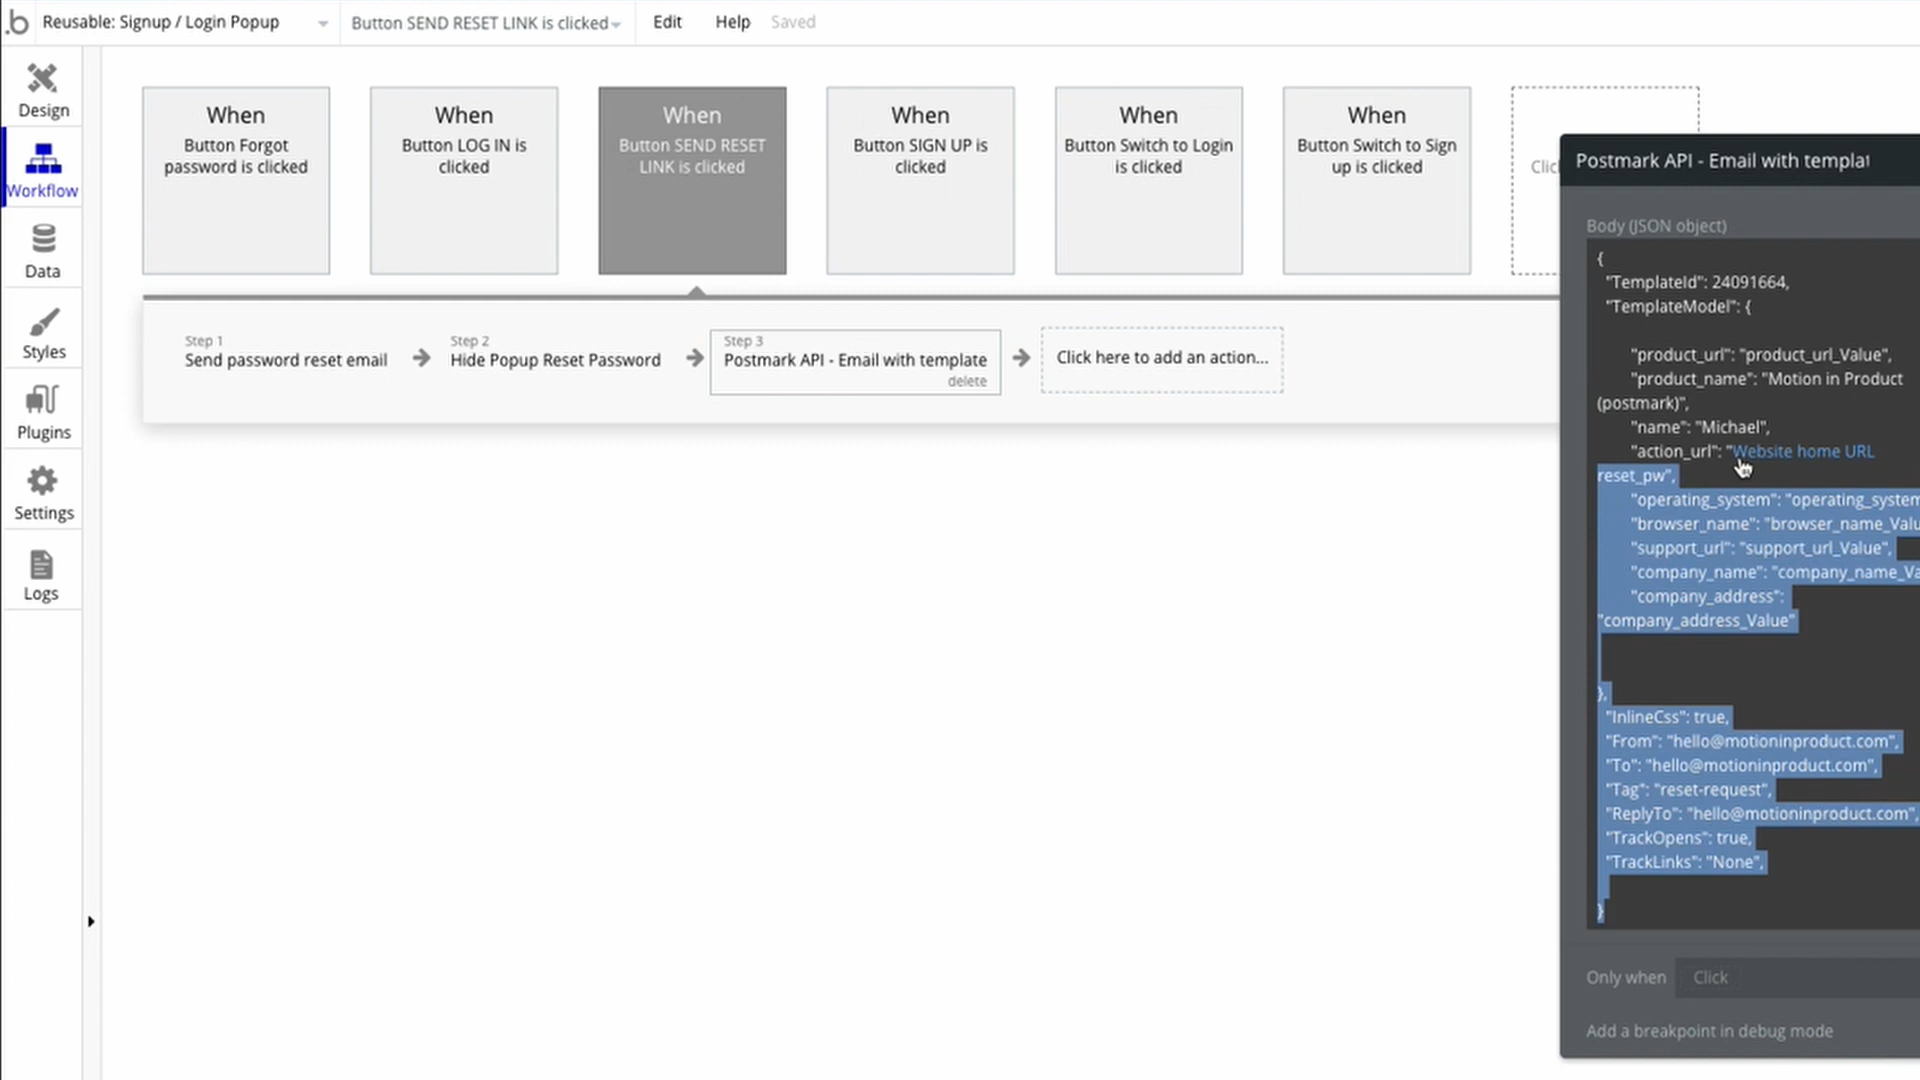 .b Reusable: Signup / Login Popup Button SEND RESET LINK is clicked Edit Help Saved
Design
Workflow
Data
Styles
Plugins
Settings
Logs
When
Button Forgot
password is clicked
When
Button LOG IN is
clicked
When
Button SEND RESET
LINK is clicked
When
Button SIGN UP is
clicked
When
Button Switch to Login
is clicked
When
Button Switch to Sign
up is clicked
Step 1
Send password reset email
Step 2
Hide Popup Reset Password
Step 3
Postmark API - Email with template
delete
Click here to add an action...
Postmark API - Email with templat
Body (JSON object)
{
"TemplateId": 24091664,
"TemplateModel": {
"product_url": "product_url_Value",
"product_name": "Motion in Product
(postmark)",
"name": "Michael",
"action_url": "Website home URL
reset_pw",
"operating_system": "operating_system
"browser_name": "browser_name_Valu
"support_url": "support_url_Value",
"company_name": "company_name_Va
"company_address":
"company_address_Value"
},
"InlineCss": true,
"From": "hello@motioninproduct.com",
"To": "hello@motioninproduct.com",
"Tag": "reset-request",
"ReplyTo": "hello@motioninproduct.com",
"TrackOpens": true,
"TrackLinks": "None",
}
Only when Click
Add a breakpoint in debug mode